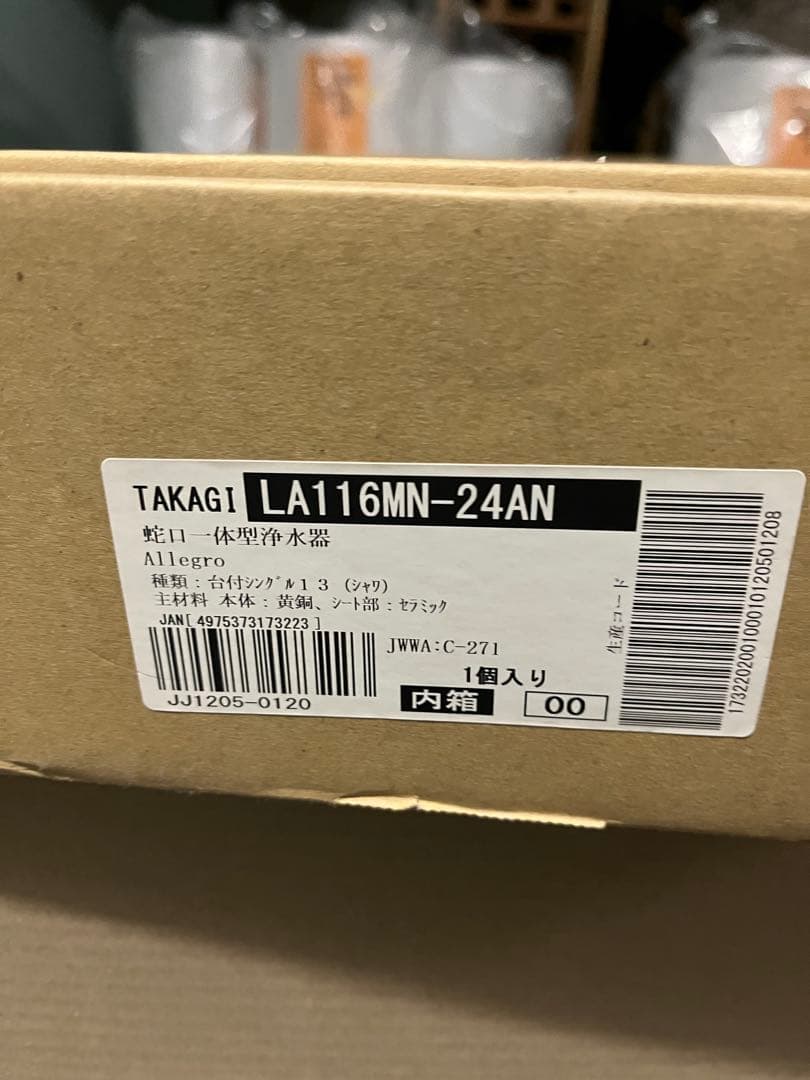 TAKAGI LA116MN-24AN
蛇口一体型浄水器
Allegro
種類：台付ｼﾝｸﾞﾙ１３（ｼｬﾜ）
主材料 本体：黄銅、ｼｰﾄ部：ｾﾗﾐｯｸ
JAN[ 4975373173223 ]
JWWA:C-271
1個入り
JJ1205-0120
内箱
00
生産コード
17322020010001012050​1208